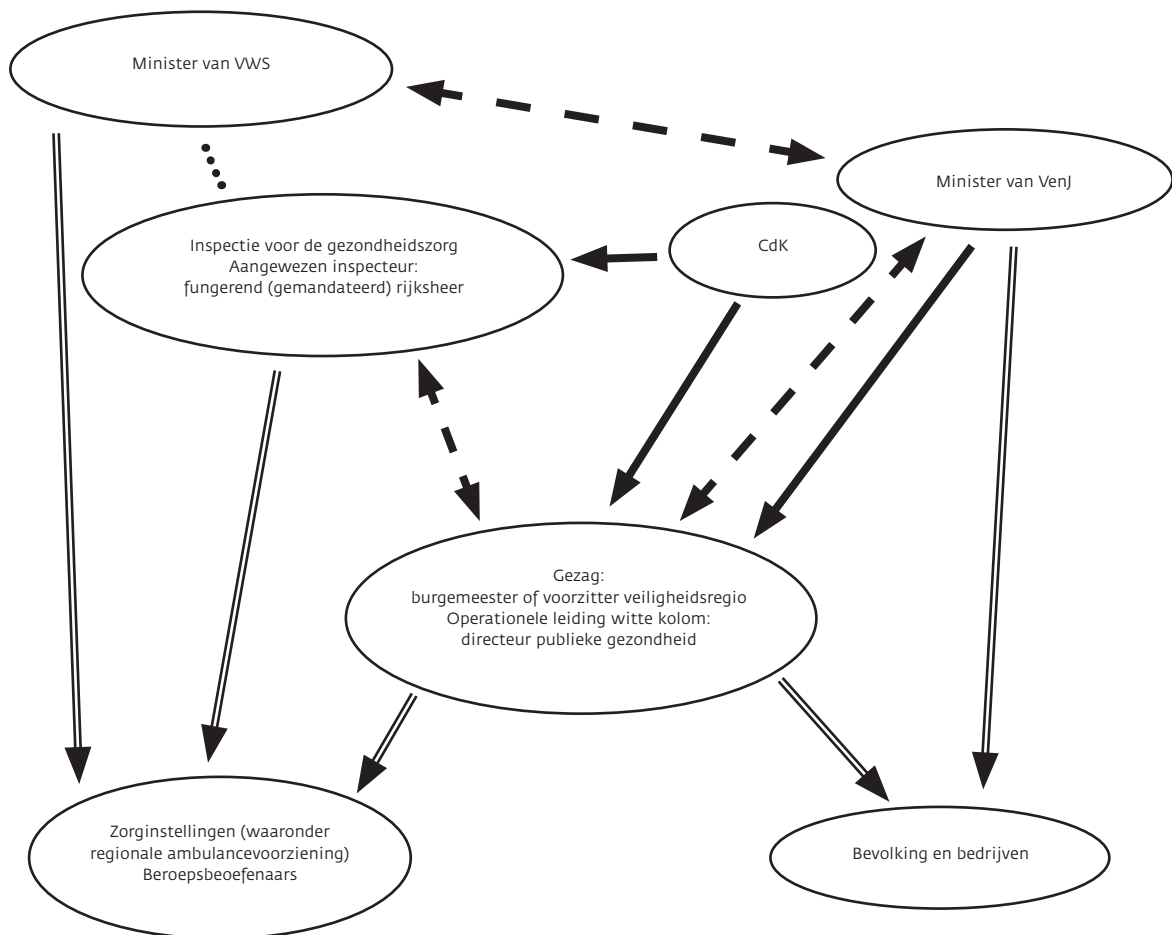 Minister van VWS
Minister van VenJ
Inspectie voor de gezondheidszorg
Aangewezen inspecteur:
fungerend (gemandateerd) rijksheer
CdK
Gezag:
burgemeester of voorzitter veiligheidsregio
Operationele leiding witte kolom:
directeur publieke gezondheid
Zorginstellingen (waaronder
regionale ambulancevoorziening)
Beroepsbeoefenaars
Bevolking en bedrijven